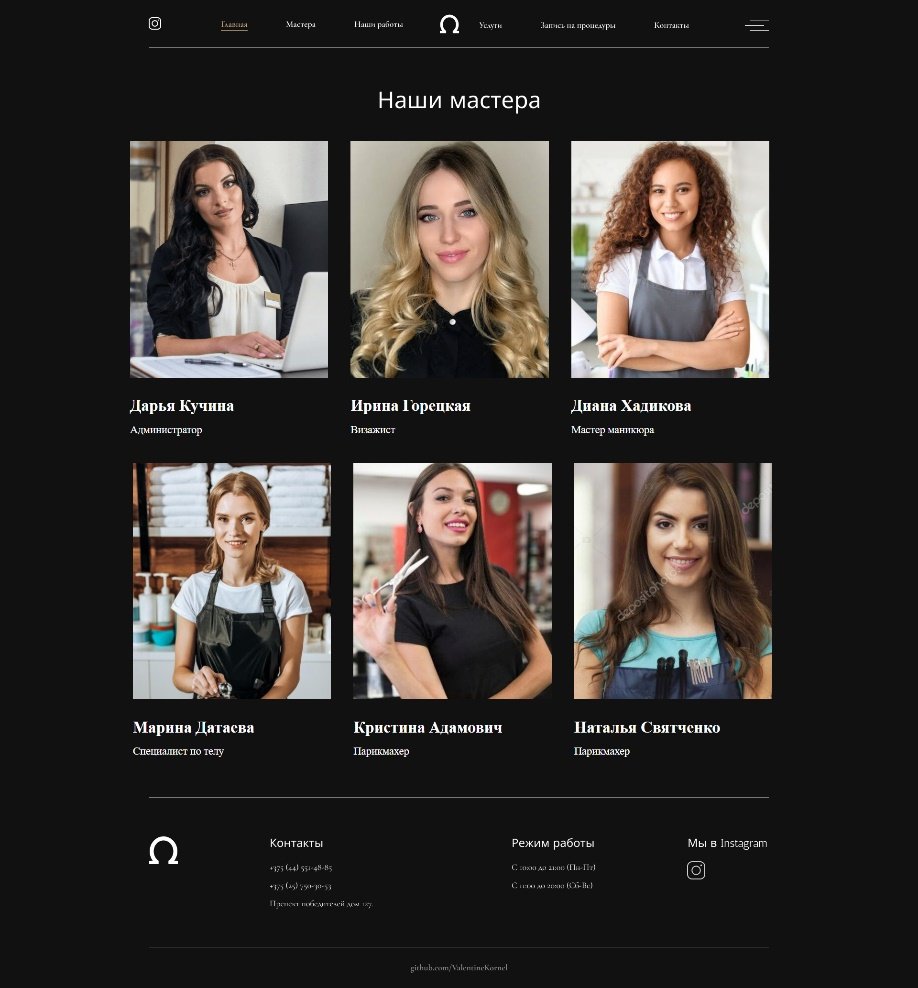 Главная Мастера Наши работы Ω Услуги Запись на процедуры Контакты
Наши мастера
Дарья Кучина Ирина Горецкая Диана Хадикова
Администратор Визажист Мастер маникюра
depositphotos
Марина Датаева Кристина Адамович Наталья Святченко
Специалист по телу Парикмахер Парикмахер
Ω Контакты Режим работы Мы в Instagram
+375 (44) 551-48-85 С 10:00 до 21:00 (Пн-Пт)
+375 (25) 750-30-53 С 11:00 до 20:00 (Сб-Вс)
победителей дом 127.
github.com/ValentineKornel